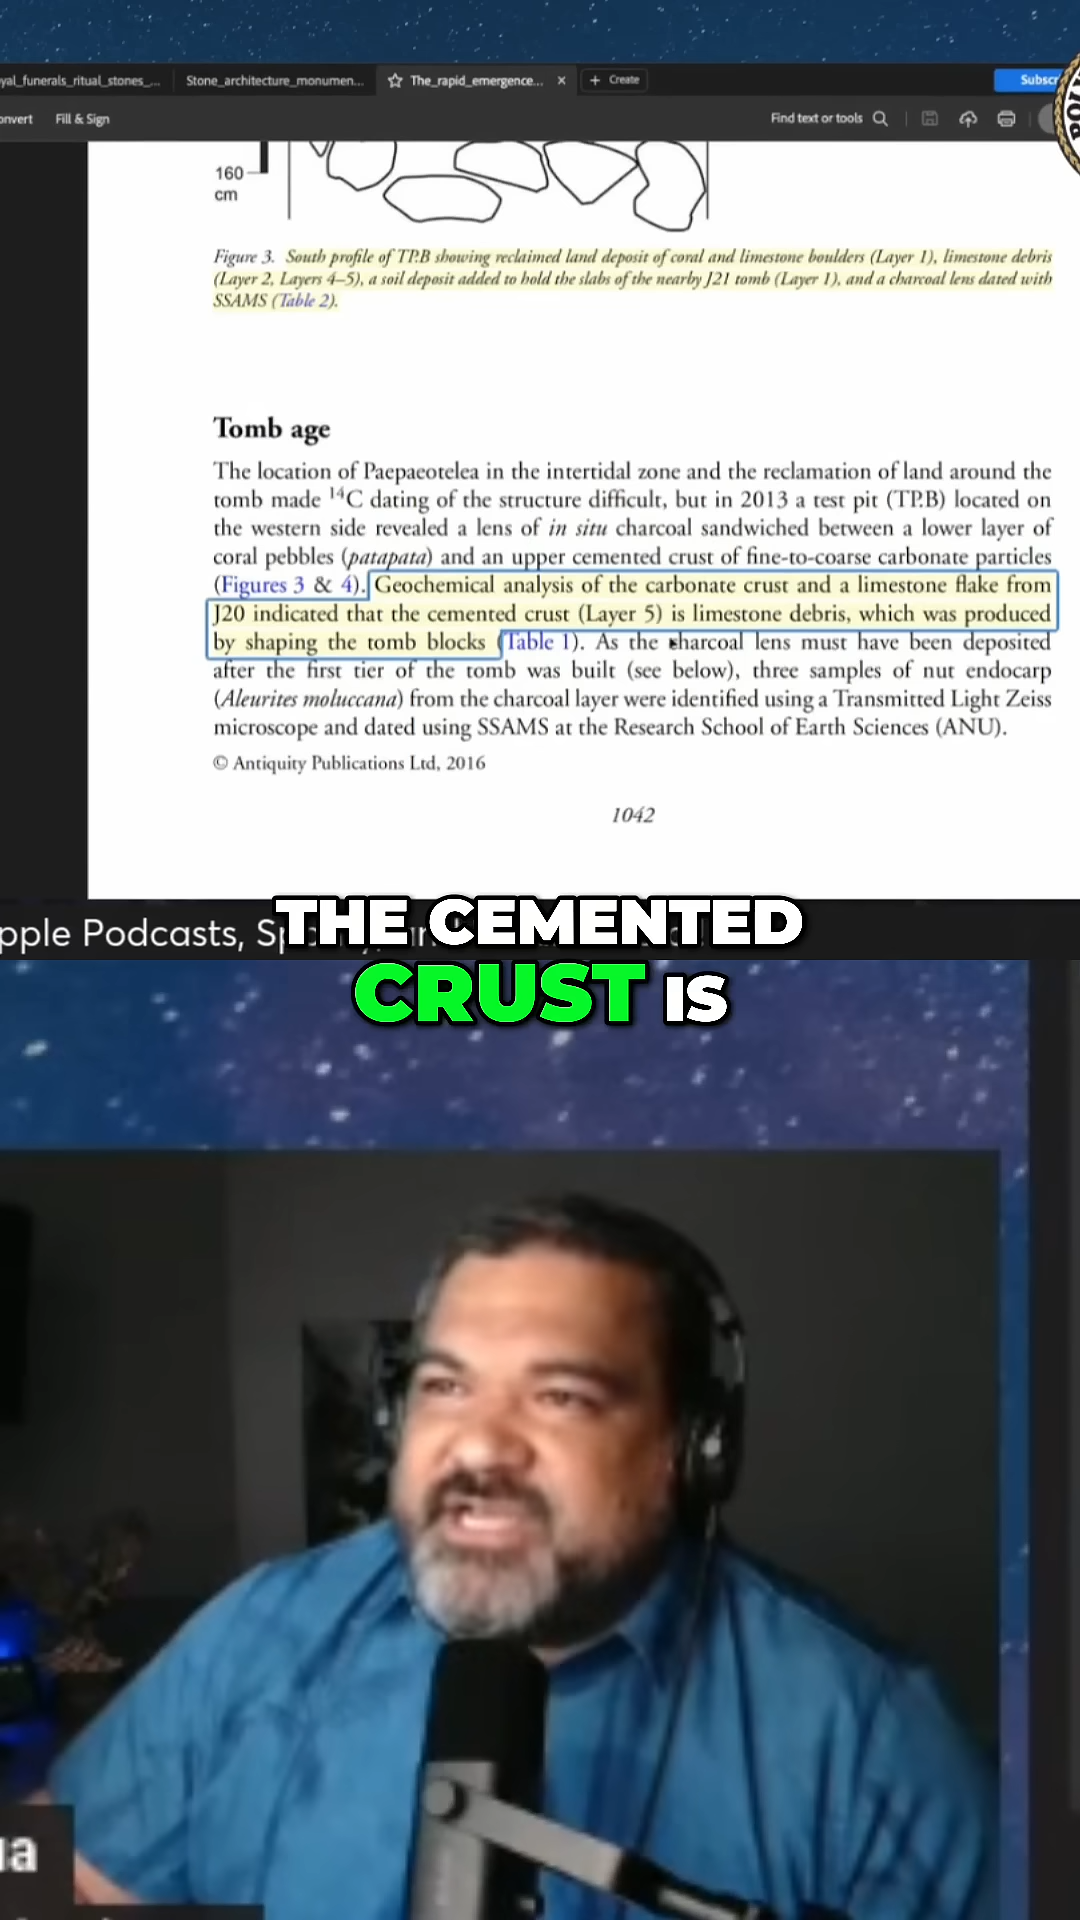 yal_funerals_ritual_stones_...
Stone_architecture_monumen...
The_rapid_emergence...
+ Create
Subscr
onvert
Fill & Sign
Find text or tools
160
cm
Figure 3. South profile of TP.B showing reclaimed land deposit of coral and limestone boulders (Layer 1), limestone debris
(Layer 2, Layers 4–5), a soil deposit added to hold the slabs of the nearby J21 tomb (Layer 1), and a charcoal lens dated with
SSAMS (Table 2).
Tomb age
The location of Paepaeotelea in the intertidal zone and the reclamation of land around the
tomb made ¹⁴C dating of the structure difficult, but in 2013 a test pit (TP.B) located on
the western side revealed a lens of in situ charcoal sandwiched between a lower layer of
coral pebbles (patapata) and an upper cemented crust of fine-to-coarse carbonate particles
(Figures 3 & 4). Geochemical analysis of the carbonate crust and a limestone flake from
J20 indicated that the cemented crust (Layer 5) is limestone debris, which was produced
by shaping the tomb blocks (Table 1). As the charcoal lens must have been deposited
after the first tier of the tomb was built (see below), three samples of nut endocarp
(Aleurites moluccana) from the charcoal layer were identified using a Transmitted Light Zeiss
microscope and dated using SSAMS at the Research School of Earth Sciences (ANU).
© Antiquity Publications Ltd, 2016
1042
pple Podcasts,
THE CEMENTED
CRUST IS
ua